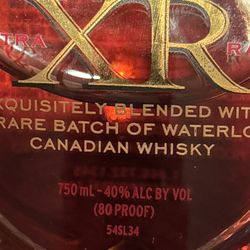 XR
TRA R
XQUISITELY BLENDED WIT
RARE BATCH OF WATERLO
CANADIAN WHISKY
750 mL - 40% ALC BY VOL
(80 PROOF)
54SL34